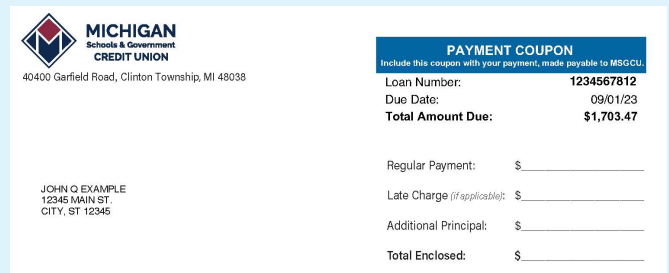 MICHIGAN
Schools & Government
CREDIT UNION
40400 Garfield Road, Clinton Township, MI 48038
PAYMENT COUPON
Include this coupon with your payment, made payable to MSGCU.
Loan Number: 1234567812
Due Date: 09/01/23
Total Amount Due: $1,703.47
Regular Payment: $
JOHN Q EXAMPLE
12345 MAIN ST.
CITY, ST 12345
Late Charge (if applicable): $
Additional Principal: $
Total Enclosed: $